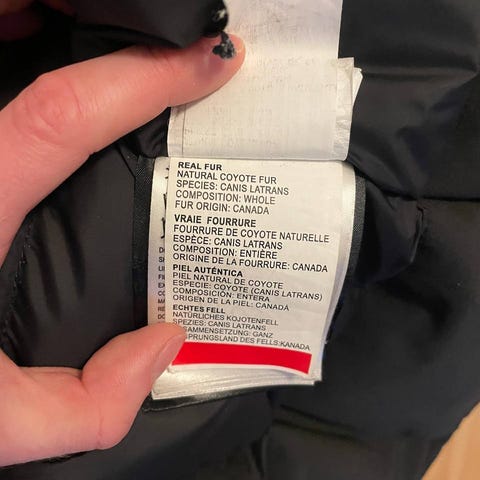 REAL FUR
NATURAL COYOTE FUR
SPECIES: CANIS LATRANS
COMPOSITION: WHOLE
FUR ORIGIN: CANADA
VRAIE FOURRURE
FOURRURE DE COYOTE NATURELLE
ESPÈCE: CANIS LATRANS
COMPOSITION: ENTIÈRE
ORIGINE DE LA FOURRURE: CANADA
PIEL AUTÉNTICA
PIEL NATURAL DE COYOTE
ESPECIE: COYOTE (CANIS LATRANS)
COMPOSICIÓN: ENTERA
ORIGEN DE LA PIEL: CANADA
ECHTES FELL
NATÜRLICHES KOJOTENFELL
SPEZIES: CANIS LATRANS
ZUSAMMENSETZUNG: GANZ
URSPRUNGSLAND DES FELLS:KANADA